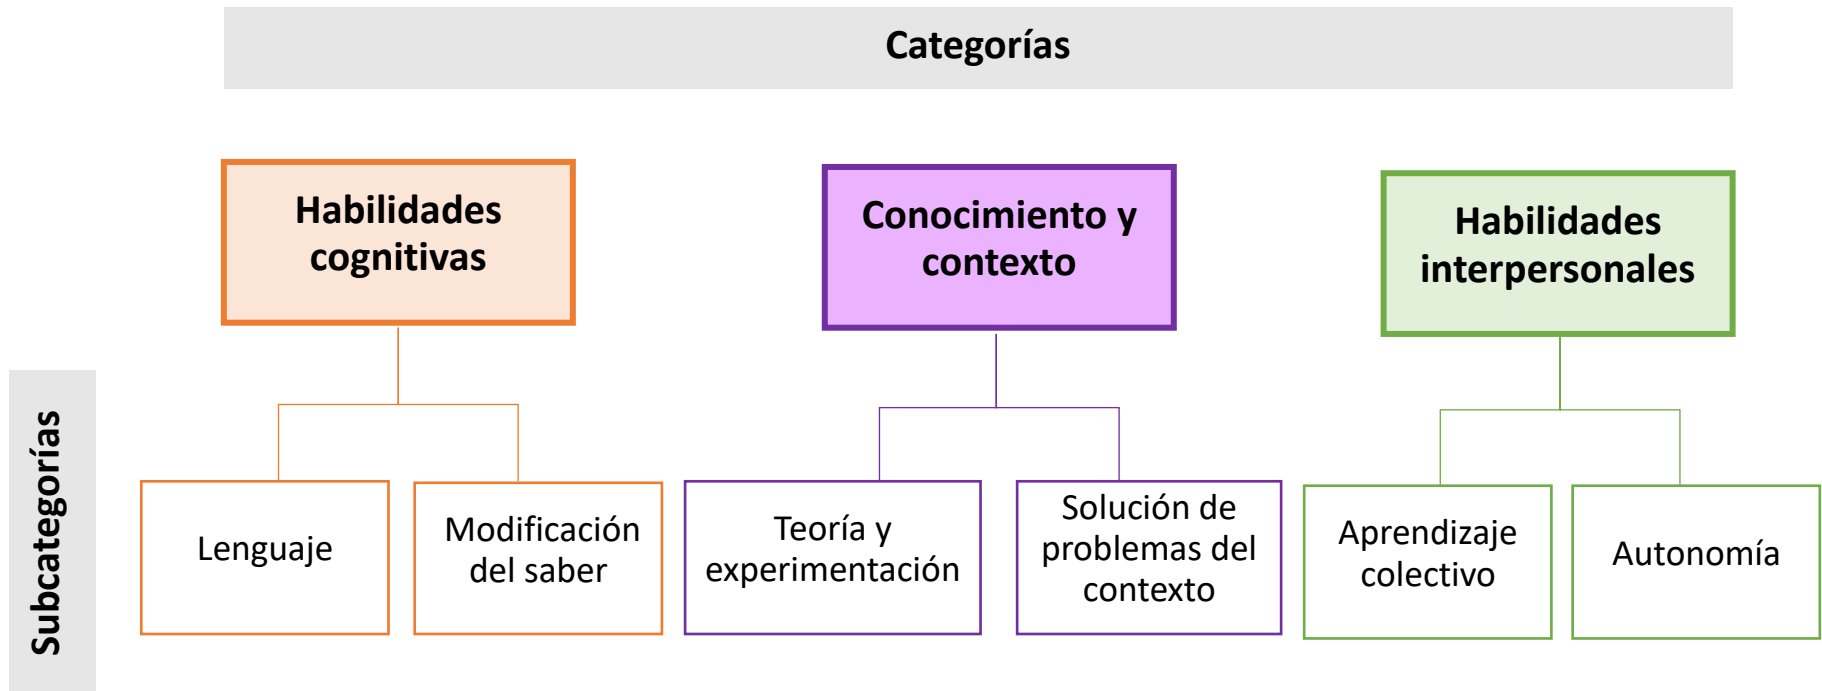 Categorías
Habilidades
cognitivas
Conocimiento y
contexto
Habilidades
interpersonales
Subcategorías
Lenguaje
Modificación
del saber
Teoría y
experimentación
Solución de
problemas del
contexto
Aprendizaje
colectivo
Autonomía